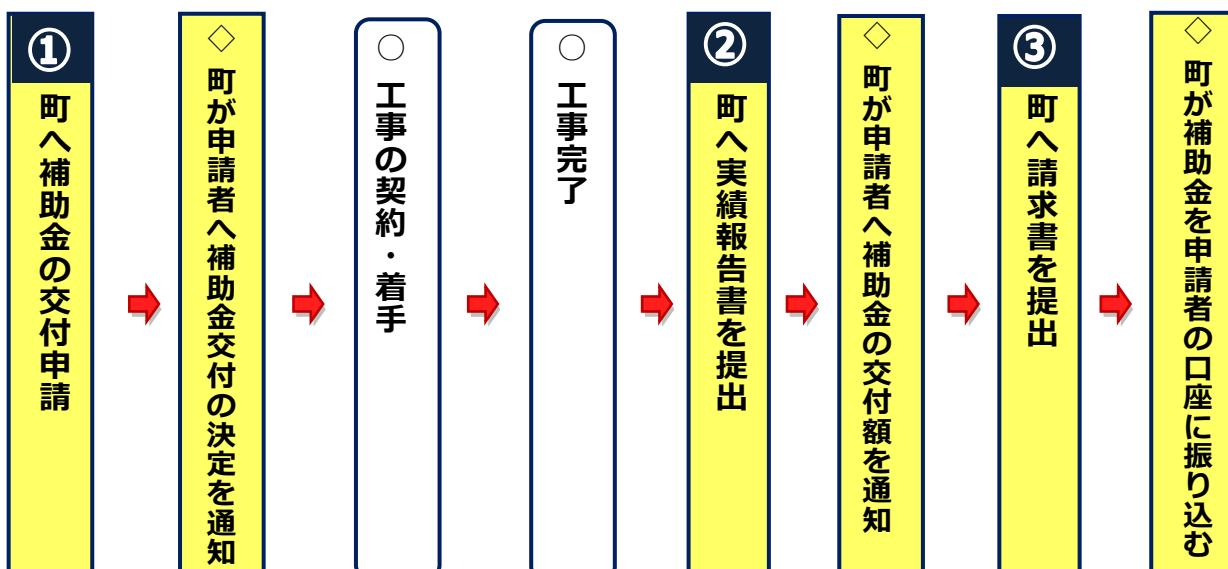 ①
町へ補助金の交付申請
◇ 町が申請者へ補助金交付の決定を通知
○ 工事の契約・着手
○ 工事完了
②
町へ実績報告書を提出
◇ 町が申請者へ補助金の交付額を通知
③
町へ請求書を提出
◇ 町が補助金を申請者の口座に振り込む